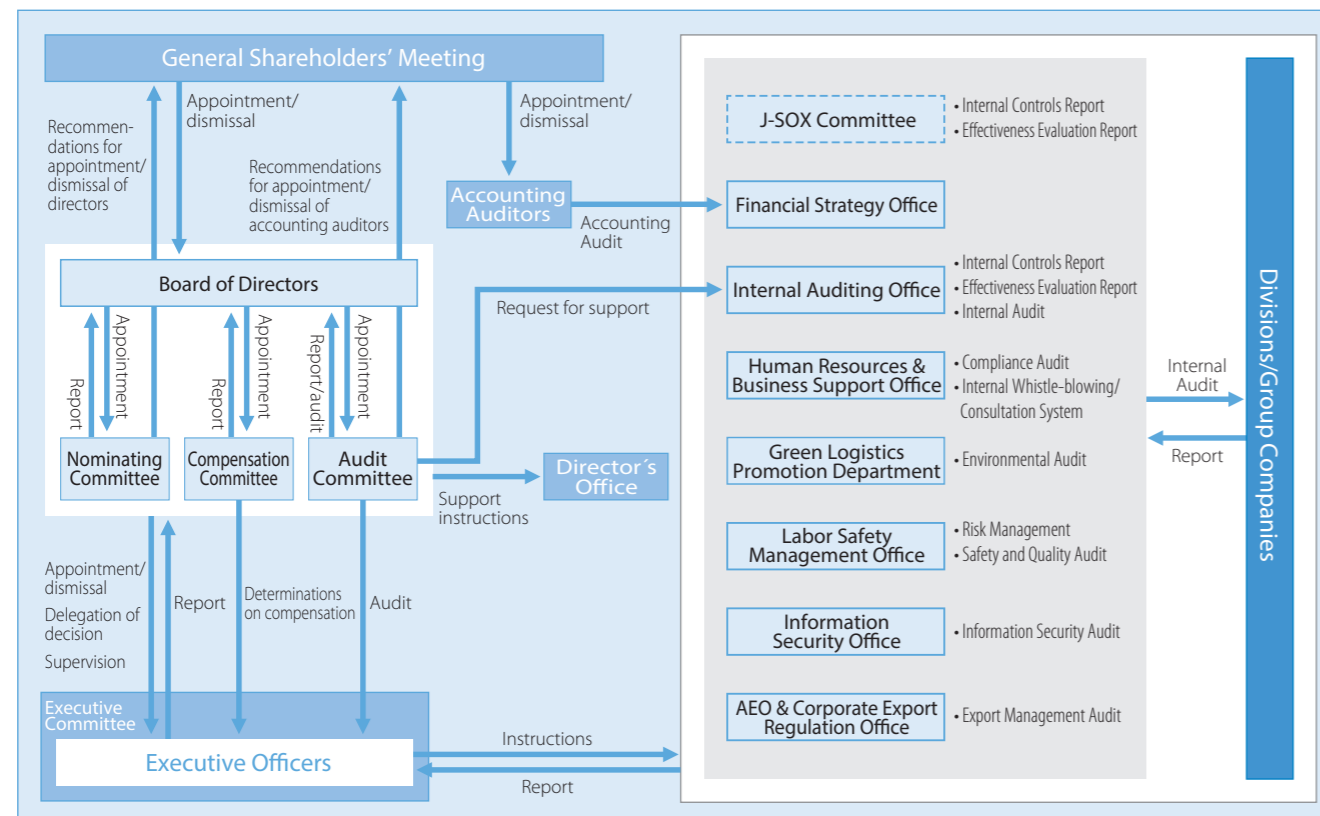 General Shareholders' Meeting
Appointment/
dismissal
Appointment/
dismissal
Recommen-
dations for
appointment/
dismissal of
directors
Recommendations
for appointment/
dismissal of
accounting auditors
Accounting
Auditors
Accounting
Audit
Board of Directors
Request for support
Report
Appointment
Report
Appointment
Report/audit
Appointment
Nominating
Committee
Compensation
Committee
Audit
Committee
Support
instructions
Director´s
Office
Appointment/
dismissal
Delegation of
decision
Supervision
Report
Determinations
on compensation
Audit
Executive
Committee
Executive Officers
Instructions
Report
J-SOX Committee
• Internal Controls Report
• Effectiveness Evaluation Report
Financial Strategy Office
Internal Auditing Office
• Internal Controls Report
• Effectiveness Evaluation Report
• Internal Audit
Human Resources &
Business Support Office
• Compliance Audit
• Internal Whistle-blowing/
Consultation System
Green Logistics
Promotion Department
• Environmental Audit
Labor Safety
Management Office
• Risk Management
• Safety and Quality Audit
Information
Security Office
• Information Security Audit
AEO & Corporate Export
Regulation Office
• Export Management Audit
Internal
Audit
Report
Divisions/Group Companies